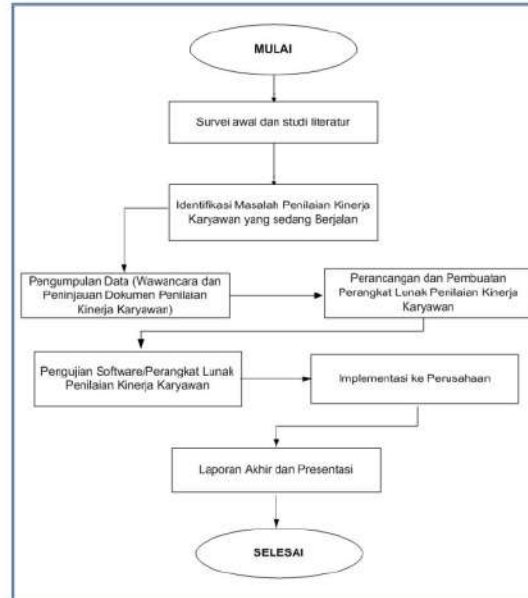 MULAI
Survei awal dan studi literatur
Identifikasi Masalah Penilaian Kinerja
Karyawan yang sedang Berjalan
Pengumpulan Data (Wawancara dan
Peninjauan Dokumen Penilaian
Kinerja Karyawan)
Perancangan dan Pembuatan
Perangkat Lunak Penilaian Kinerja
Karyawan
Pengujian Software/Perangkat Lunak
Penilaian Kinerja Karyawan
Implementasi ke Perusahaan
Laporan Akhir dan Presentasi
SELESAI